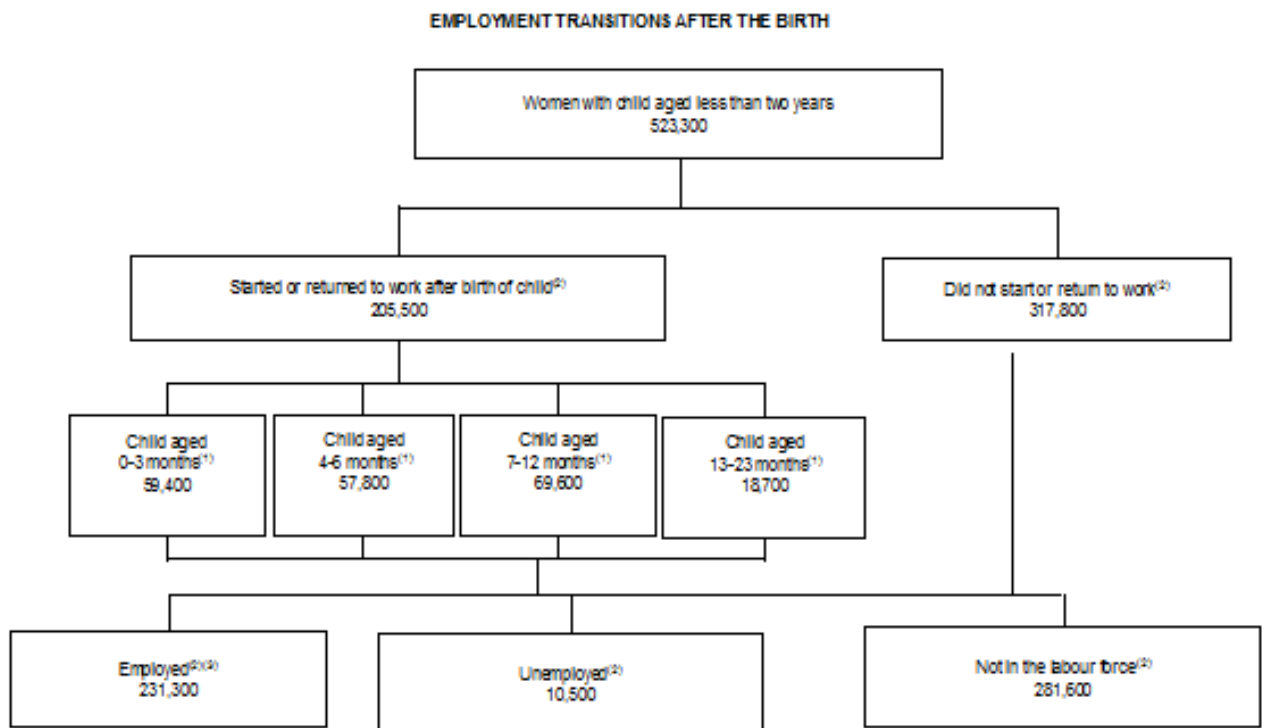 EMPLOYMENT TRANSITIONS AFTER THE BIRTH
Women with child aged less than two years
523,300
Started or returned to work after birth of child⁽²⁾
205,500
Did not start or return to work⁽²⁾
317,800
Child aged
0-3 months⁽¹⁾
59,400
Child aged
4-6 months⁽¹⁾
57,800
Child aged
7-12 months⁽¹⁾
69,600
Child aged
13-23 months⁽¹⁾
18,700
Employed⁽²⁾⁽³⁾
231,300
Unemployed⁽²⁾
10,500
Not in the labour force⁽²⁾
281,600